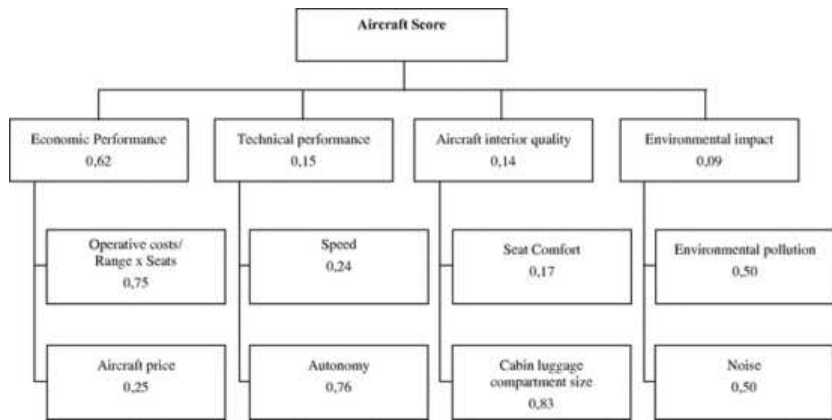 Aircraft Score
Economic Performance
0,62
Technical performance
0,15
Aircraft interior quality
0,14
Environmental impact
0,09
Operative costs/
Range x Seats
0,75
Speed
0,24
Seat Comfort
0,17
Environmental pollution
0,50
Aircraft price
0,25
Autonomy
0,76
Cabin luggage
compartment size
0,83
Noise
0,50